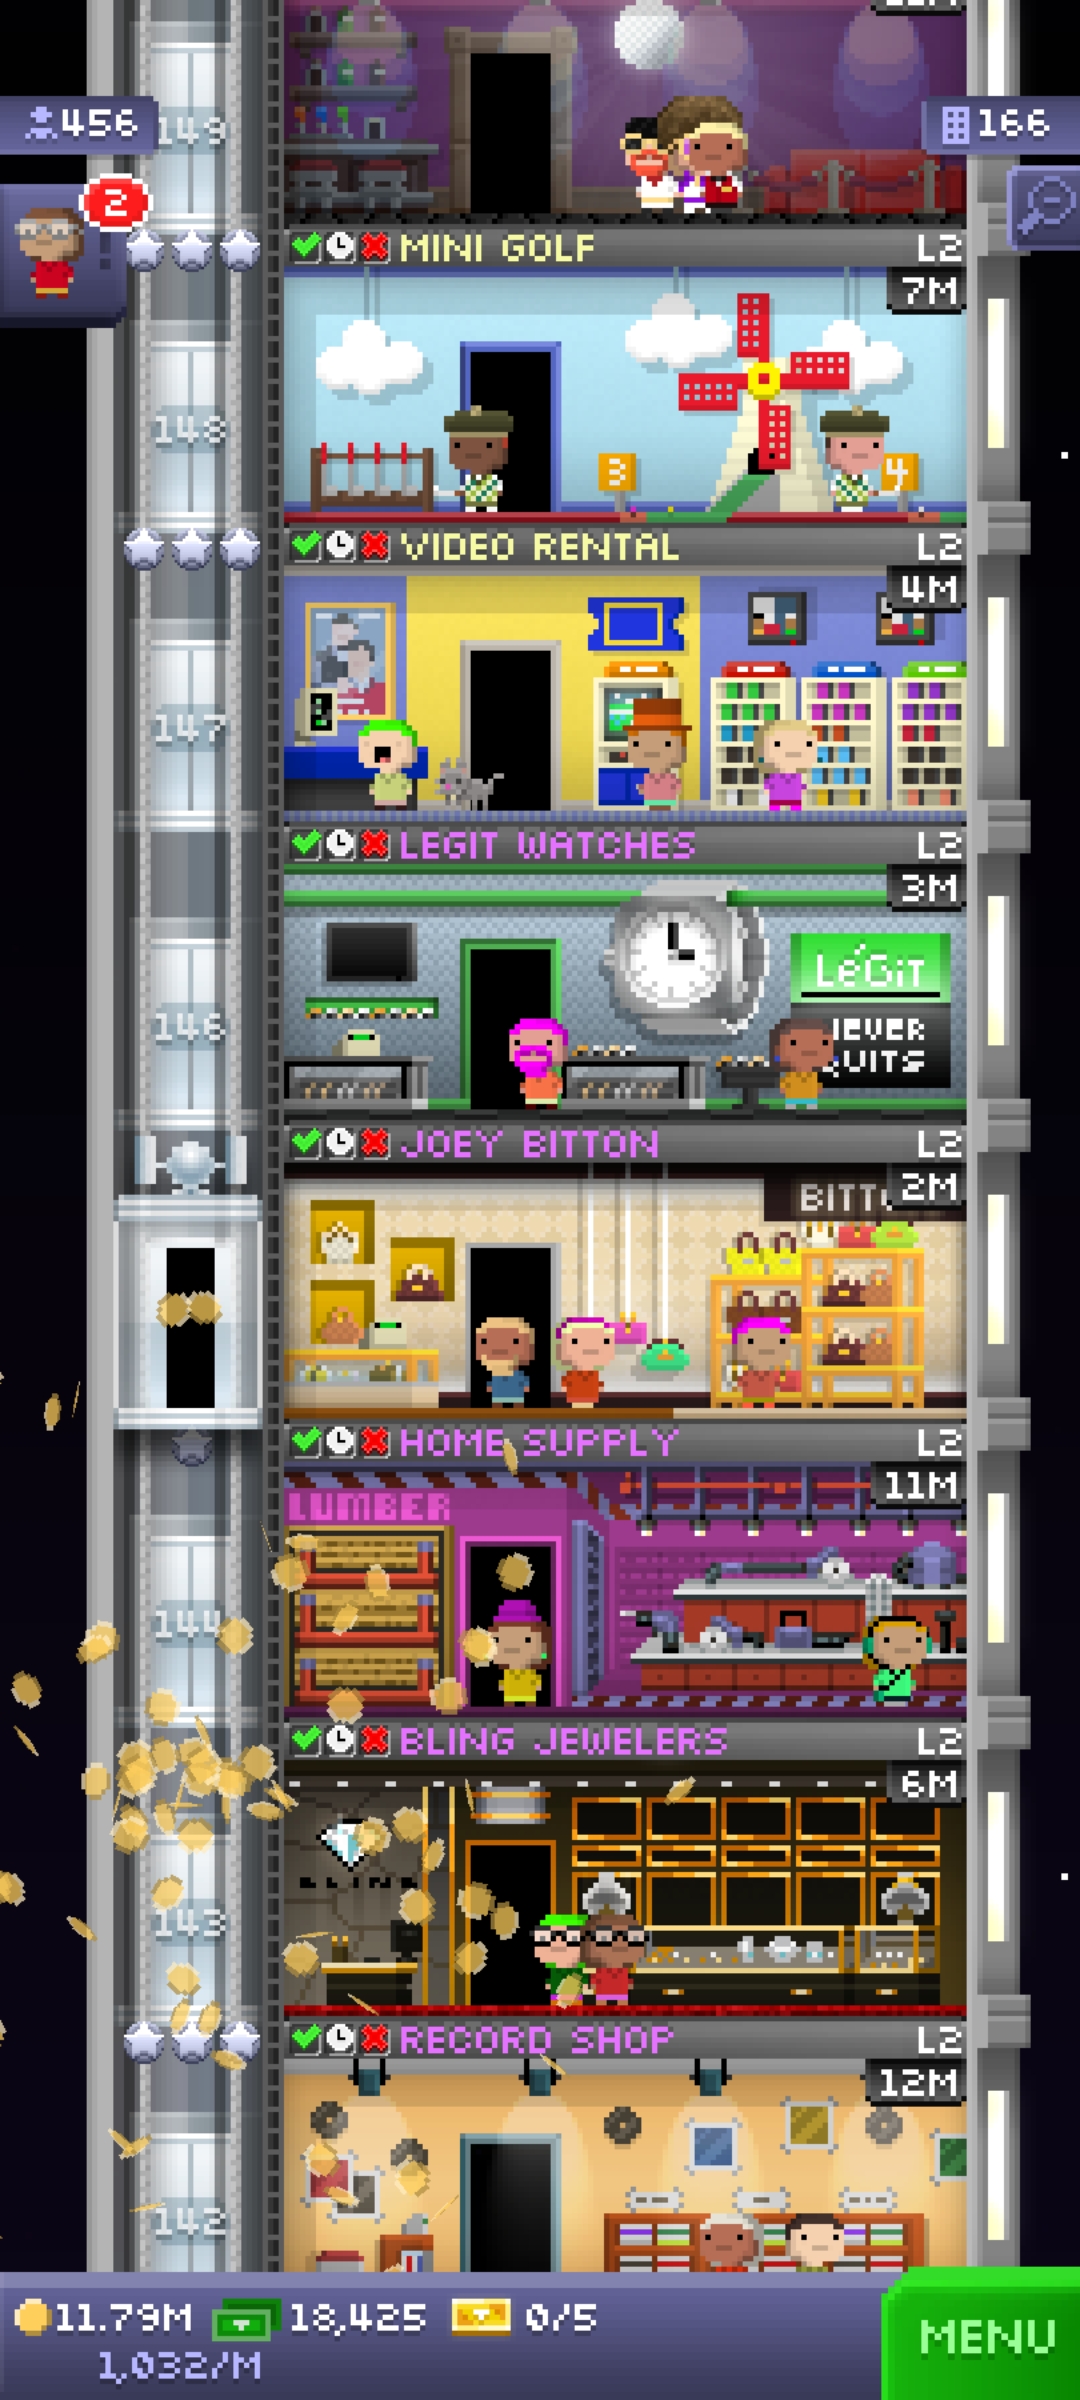 149
456
166
2
MINI GOLF L2
7M
148
3
4
VIDEO RENTAL L2
4M
147
LEGIT WATCHES L2
3M
LéGiT
NEVER
QUITS
146
JOEY BITTON L2
2M
HOME SUPPLY L2
11M
LUMBER
144
BLING JEWELERS L2
6M
BLING
143
RECORD SHOP L2
12M
142
11.79M 18,425 0/5
1,032/M
MENU